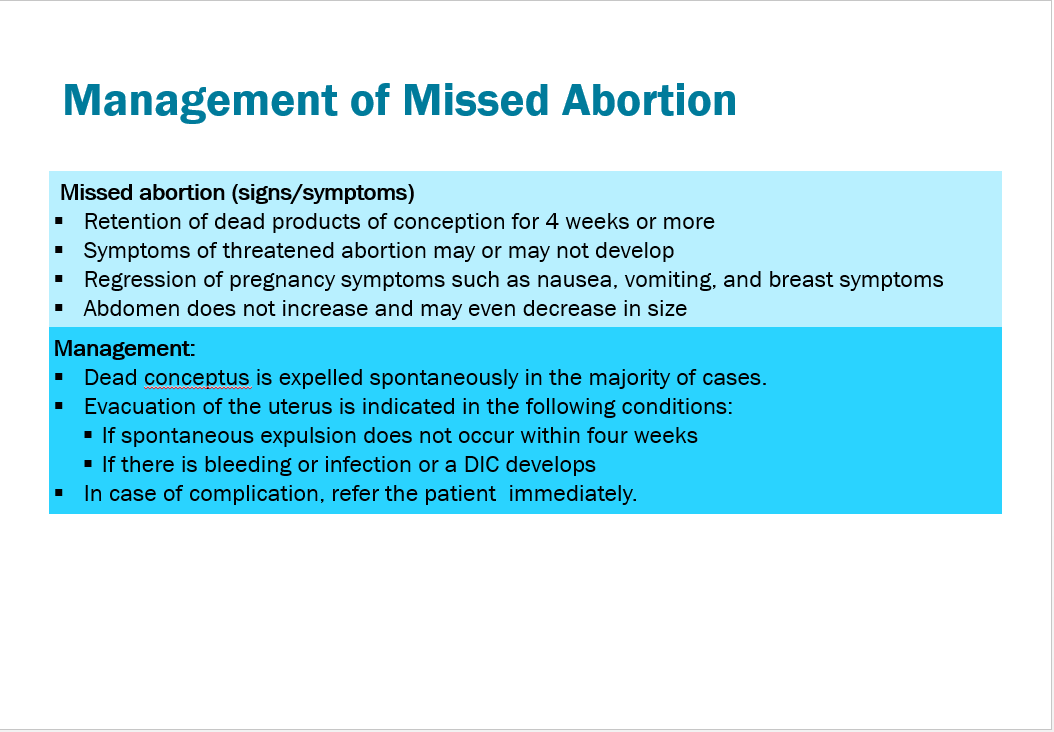 Management of Missed Abortion
Missed abortion (signs/symptoms)
▪ Retention of dead products of conception for 4 weeks or more
▪ Symptoms of threatened abortion may or may not develop
▪ Regression of pregnancy symptoms such as nausea, vomiting, and breast symptoms
▪ Abdomen does not increase and may even decrease in size
Management:
▪ Dead conceptus is expelled spontaneously in the majority of cases.
▪ Evacuation of the uterus is indicated in the following conditions:
▪ If spontaneous expulsion does not occur within four weeks
▪ If there is bleeding or infection or a DIC develops
▪ In case of complication, refer the patient  immediately.